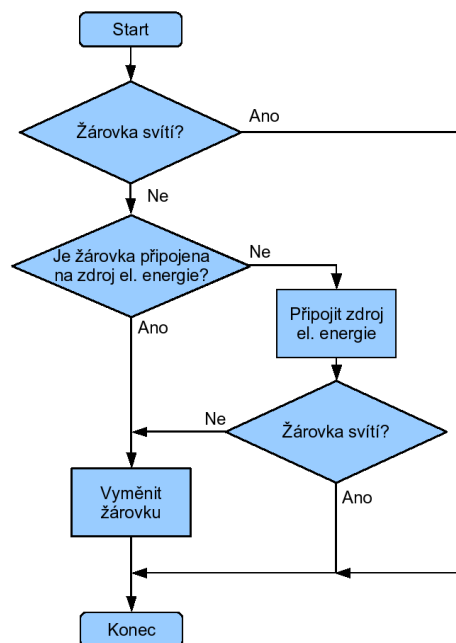 Start
Žárovka svítí?
Ano
Ne
Je žárovka připojena
na zdroj el. energie?
Ne
Připojit zdroj
el. energie
Ano
Ne
Žárovka svítí?
Vyměnit
žárovku
Ano
Konec